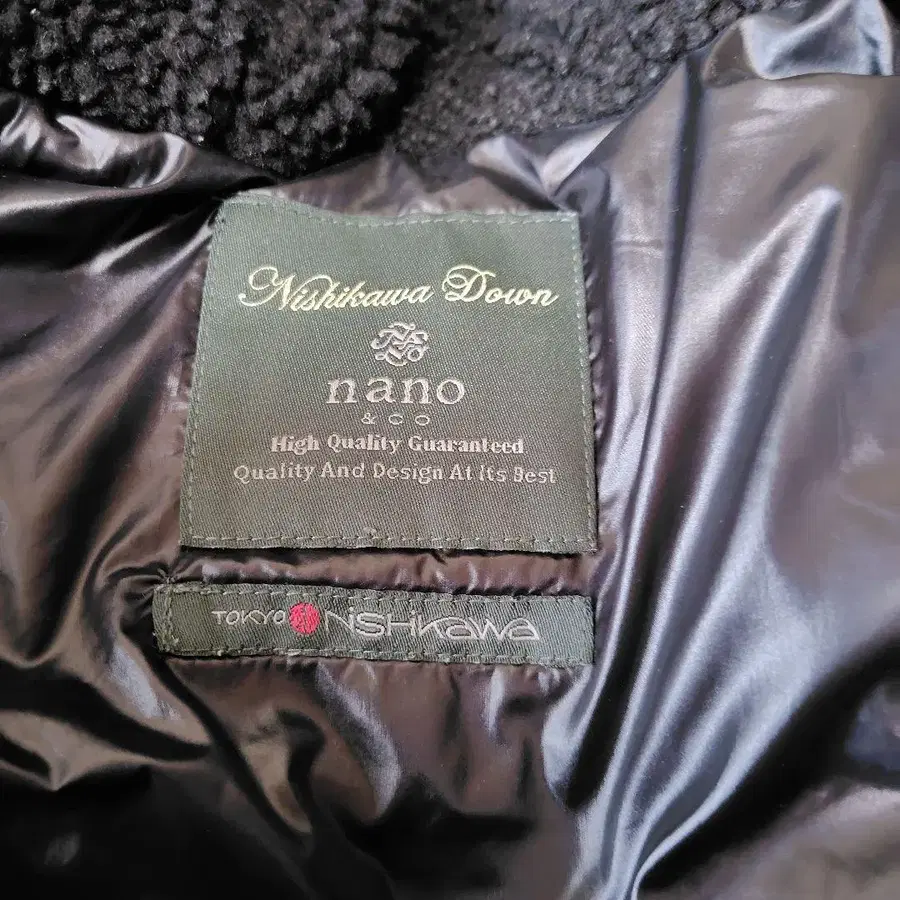 Nishikawa Down
nano
& CO
High Quality Guaranteed
Quality And Design At Its Best
TOKYO NiSHiKaWa